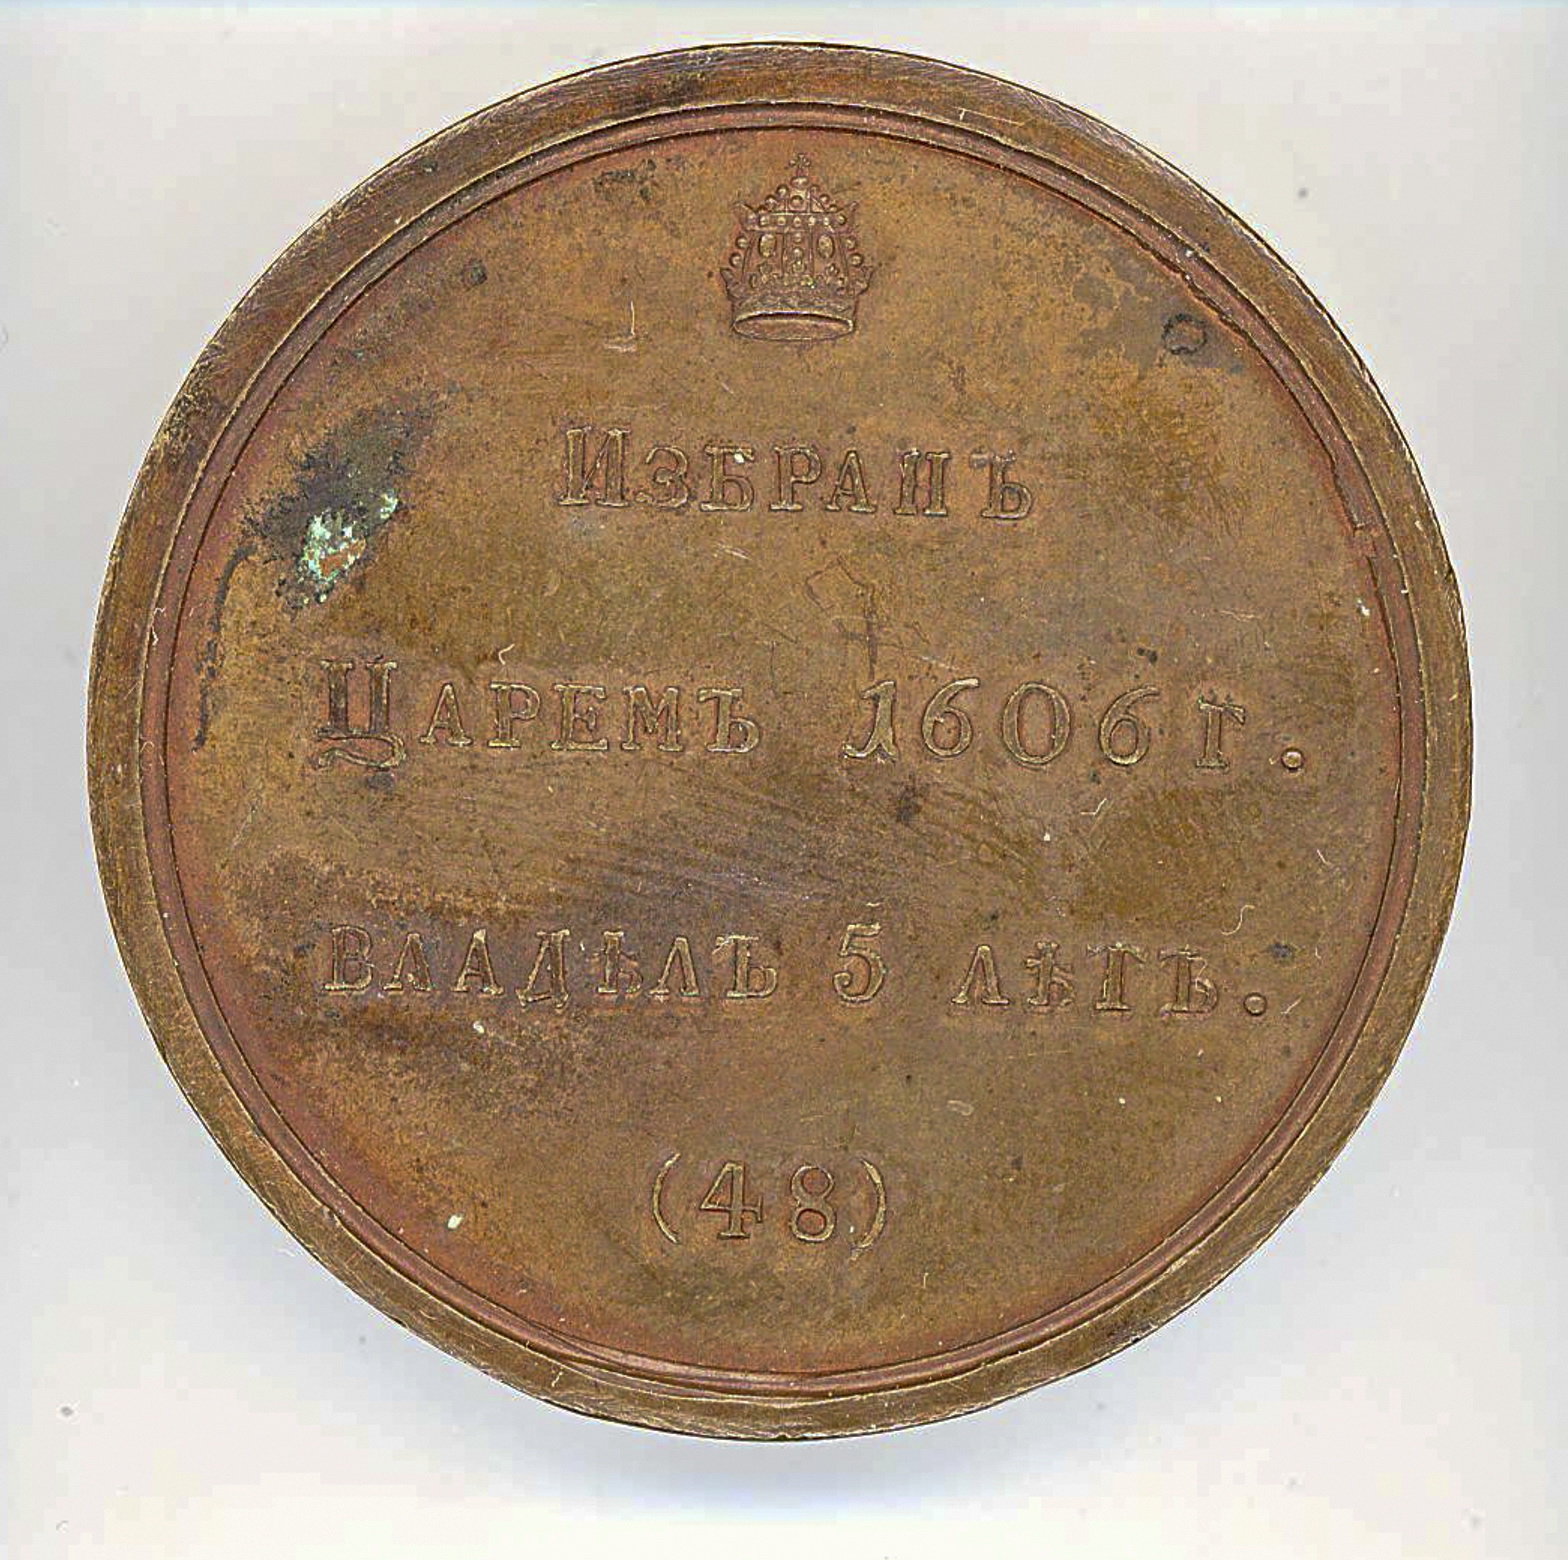 Избранъ
Царемъ 1606 г.
владѣлъ 5 лѣтъ.
(48)